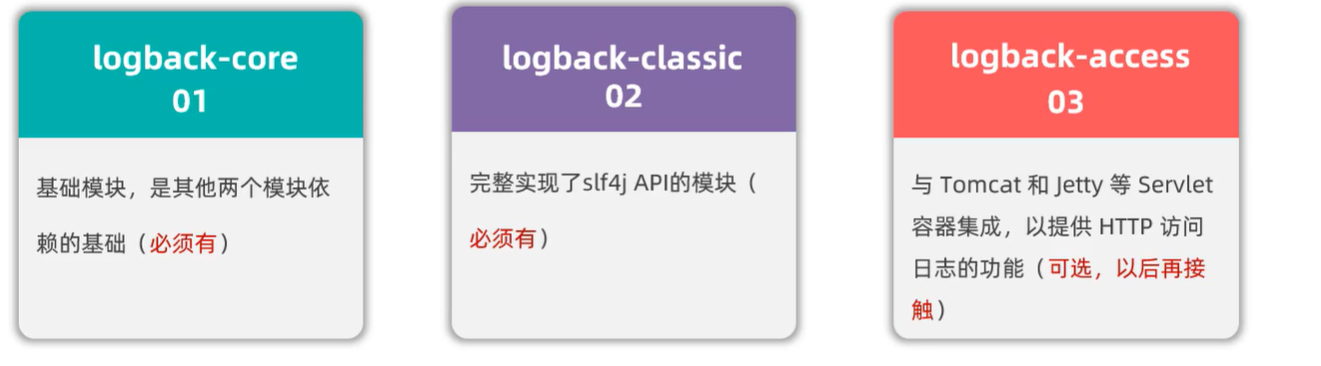 logback-core
01
基础模块，是其他两个模块依
赖的基础（必须有）
logback-classic
02
完整实现了slf4j API的模块（
必须有）
logback-access
03
与 Tomcat 和 Jetty 等 Servlet
容器集成，以提供 HTTP 访问
日志的功能（可选，以后再接
触）